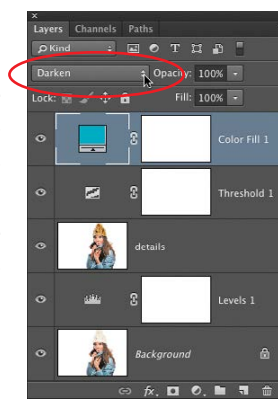 x
Layers Channels Paths
Kind T
Darken Opacity: 100%
Lock: Fill: 100%
Color Fill 1
Threshold 1
details
Levels 1
Background
fx